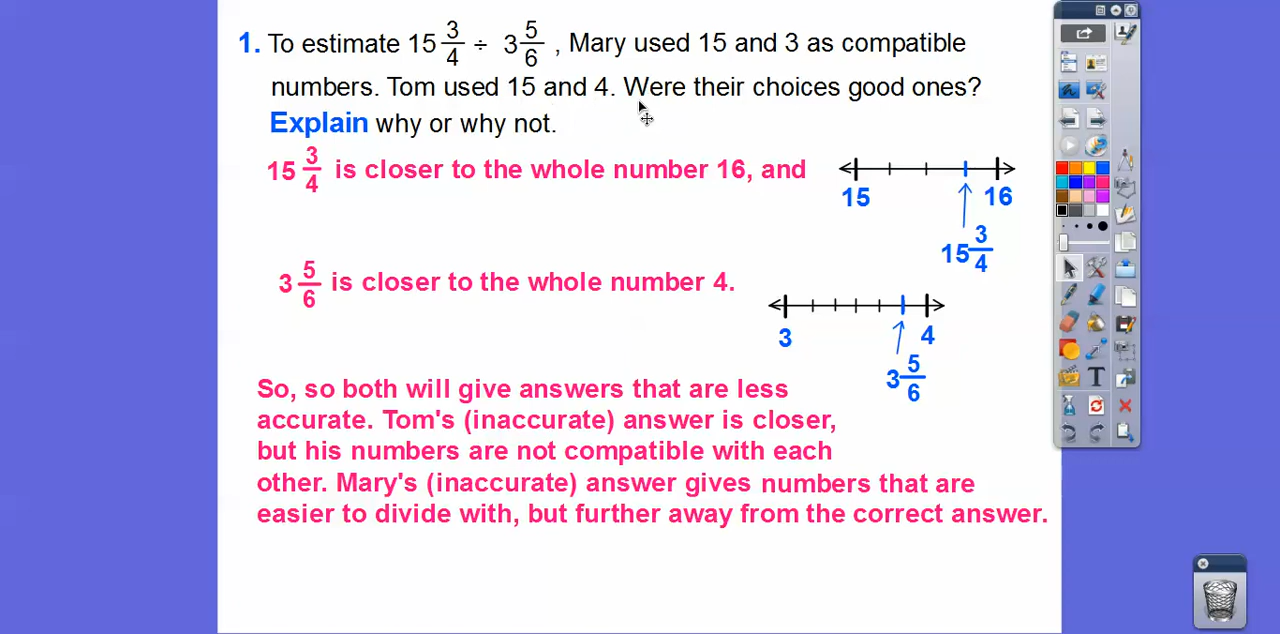 1. To estimate 15 3/4 ÷ 3 5/6 , Mary used 15 and 3 as compatible
numbers. Tom used 15 and 4. Were their choices good ones?
Explain why or why not.
15 3/4 is closer to the whole number 16, and
15 16
15 3/4
3 5/6 is closer to the whole number 4.
3 4
3 5/6
So, so both will give answers that are less
accurate. Tom's (inaccurate) answer is closer,
but his numbers are not compatible with each
other. Mary's (inaccurate) answer gives numbers that are
easier to divide with, but further away from the correct answer.
T